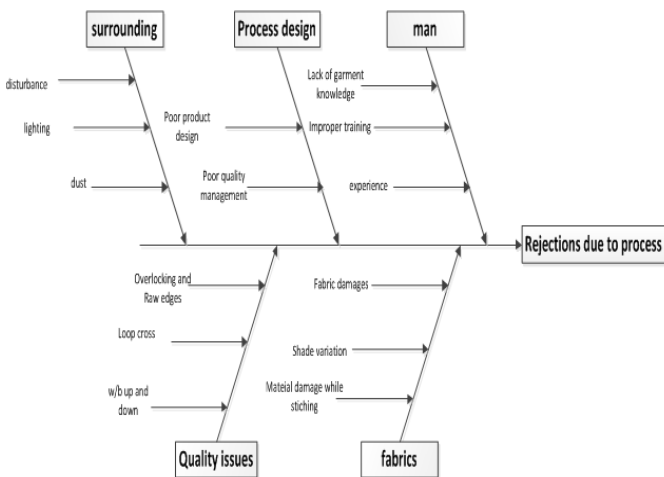 surrounding
Process design
man
disturbance
lighting
dust
Poor product
design
Poor quality
management
Lack of garment
knowledge
Improper training
experience
Rejections due to process
Overlocking and
Raw edges
Loop cross
w/b up and
down
Fabric damages
Shade variation
Mateial damage while
stiching
Quality issues
fabrics